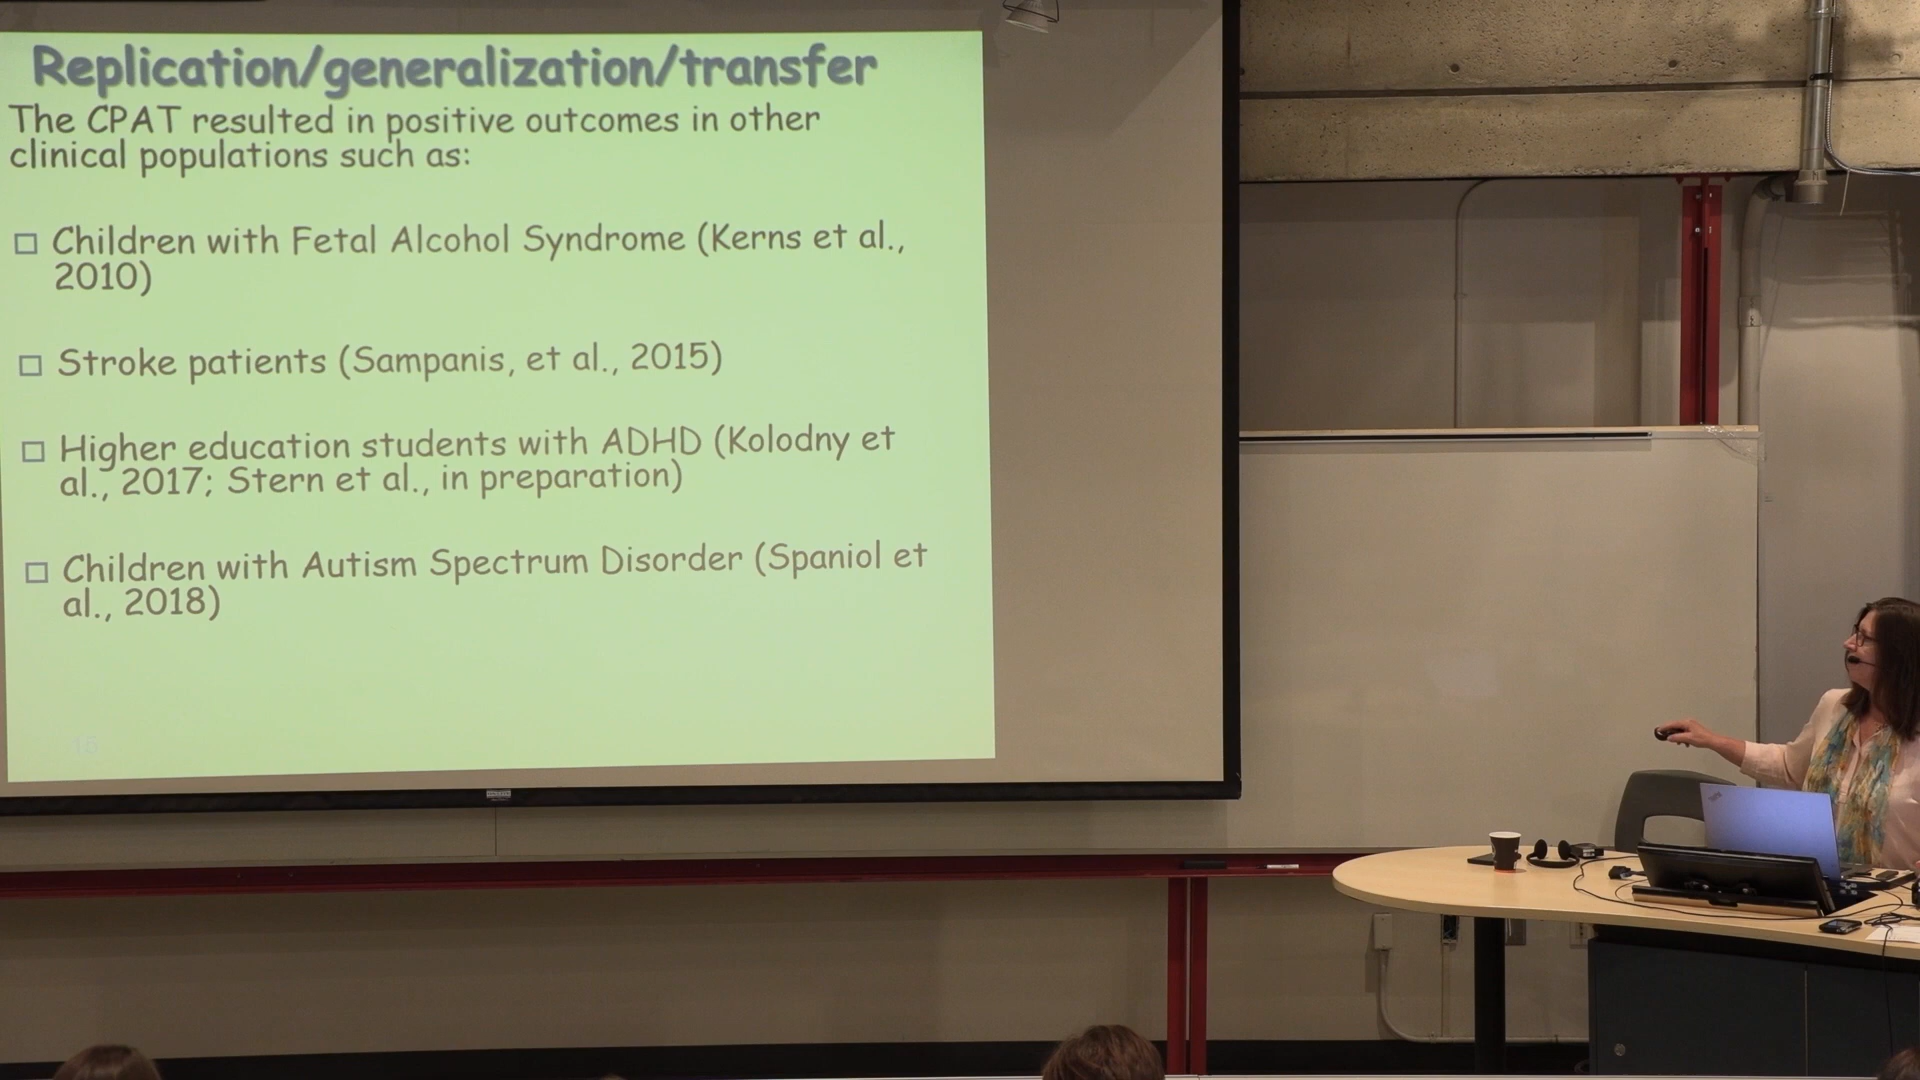 Replication/generalization/transfer
The CPAT resulted in positive outcomes in other
clinical populations such as:
Children with Fetal Alcohol Syndrome (Kerns et al.,
2010)
Stroke patients (Sampanis, et al., 2015)
Higher education students with ADHD (Kolodny et
al., 2017; Stern et al., in preparation)
Children with Autism Spectrum Disorder (Spaniol et
al., 2018)
15